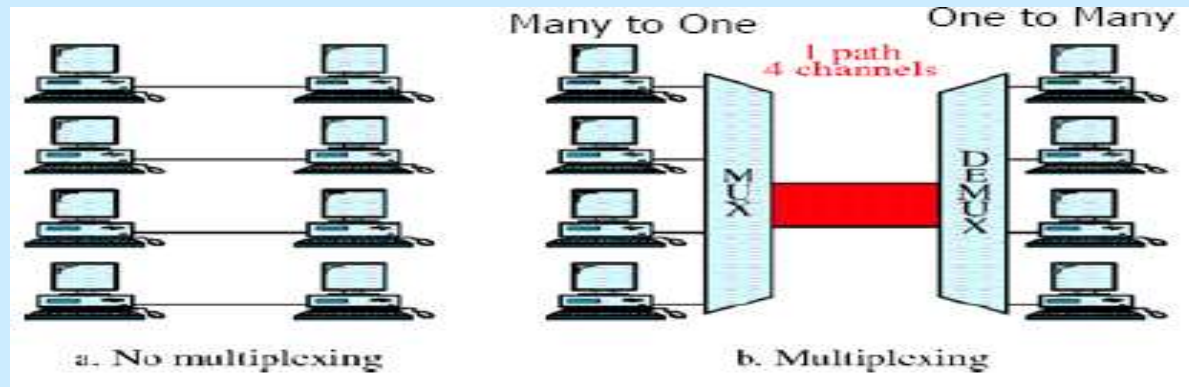 Many to One
One to Many
1 path
4 channels
MUX
DEMUX
a. No multiplexing
b. Multiplexing